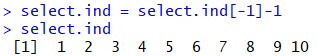 > select.ind = select.ind[-1]-1
> select.ind
[1] 1 2 3 4 5 6 7 8 9 10